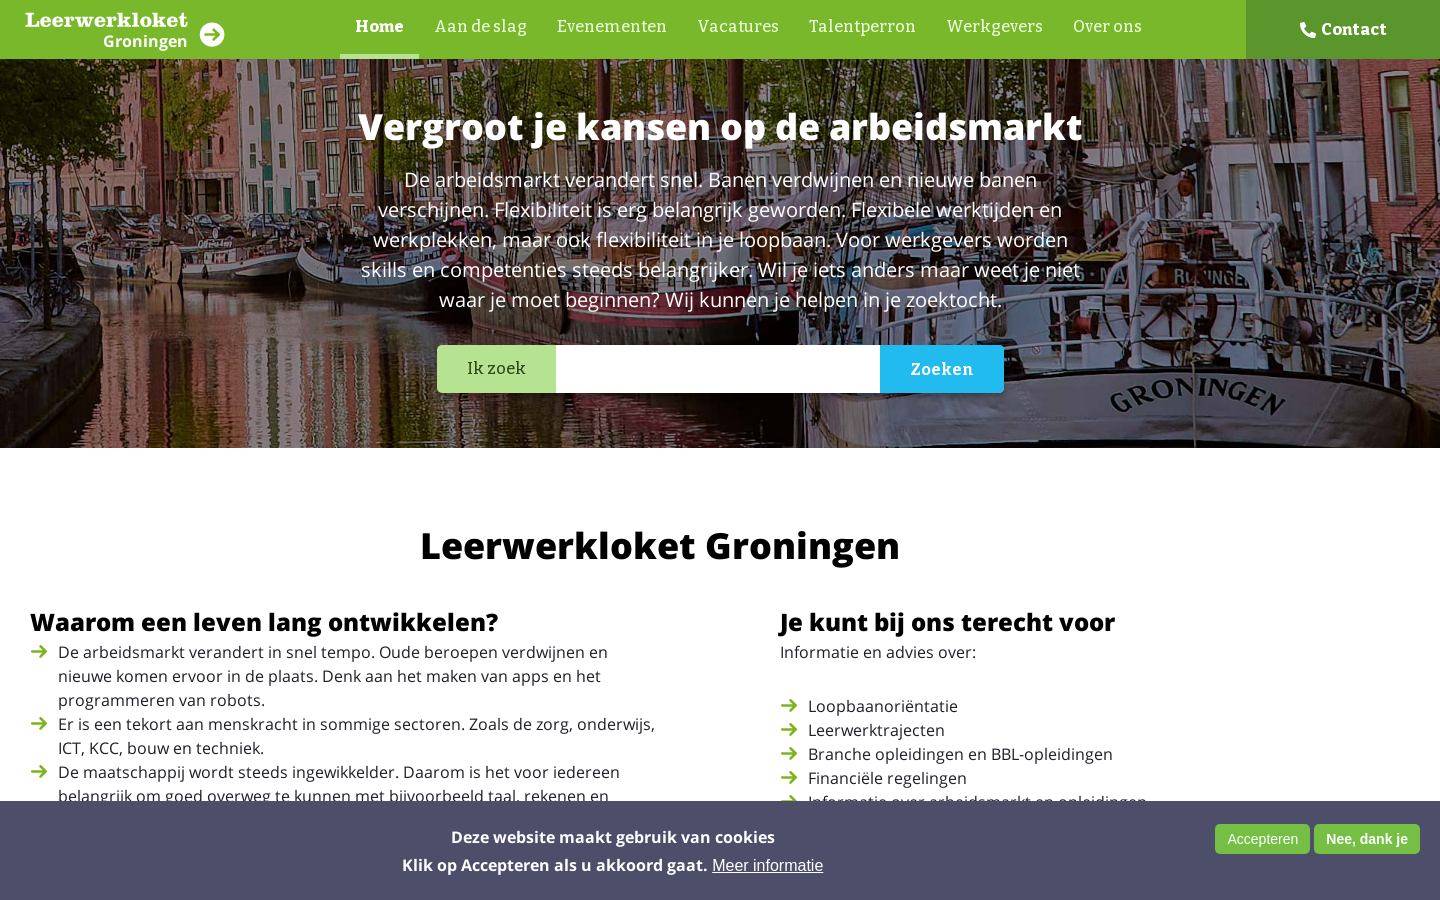 Leerwerkloket
Groningen
Home
Aan de slag
Evenementen
Vacatures
Talentperron
Werkgevers
Over ons
Contact
Vergroot je kansen op de arbeidsmarkt
De arbeidsmarkt verandert snel. Banen verdwijnen en nieuwe banen
verschijnen. Flexibiliteit is erg belangrijk geworden. Flexibele werktijden en
werkplekken, maar ook flexibiliteit in je loopbaan. Voor werkgevers worden
skills en competenties steeds belangrijker. Wil je iets anders maar weet je niet
waar je moet beginnen? Wij kunnen je helpen in je zoektocht.
Ik zoek
Zoeken
GRONINGEN
Leerwerkloket Groningen
Waarom een leven lang ontwikkelen?
De arbeidsmarkt verandert in snel tempo. Oude beroepen verdwijnen en
nieuwe komen ervoor in de plaats. Denk aan het maken van apps en het
programmeren van robots.
Er is een tekort aan menskracht in sommige sectoren. Zoals de zorg, onderwijs,
ICT, KCC, bouw en techniek.
De maatschappij wordt steeds ingewikkelder. Daarom is het voor iedereen
belangrijk om goed overweg te kunnen met bijvoorbeeld taal, rekenen en
Je kunt bij ons terecht voor
Informatie en advies over:
Loopbaanoriëntatie
Leerwerktrajecten
Branche opleidingen en BBL-opleidingen
Financiële regelingen
Informatie over arbeidsmarkt en opleidingen
Deze website maakt gebruik van cookies
Klik op Accepteren als u akkoord gaat. Meer informatie
Accepteren
Nee, dank je